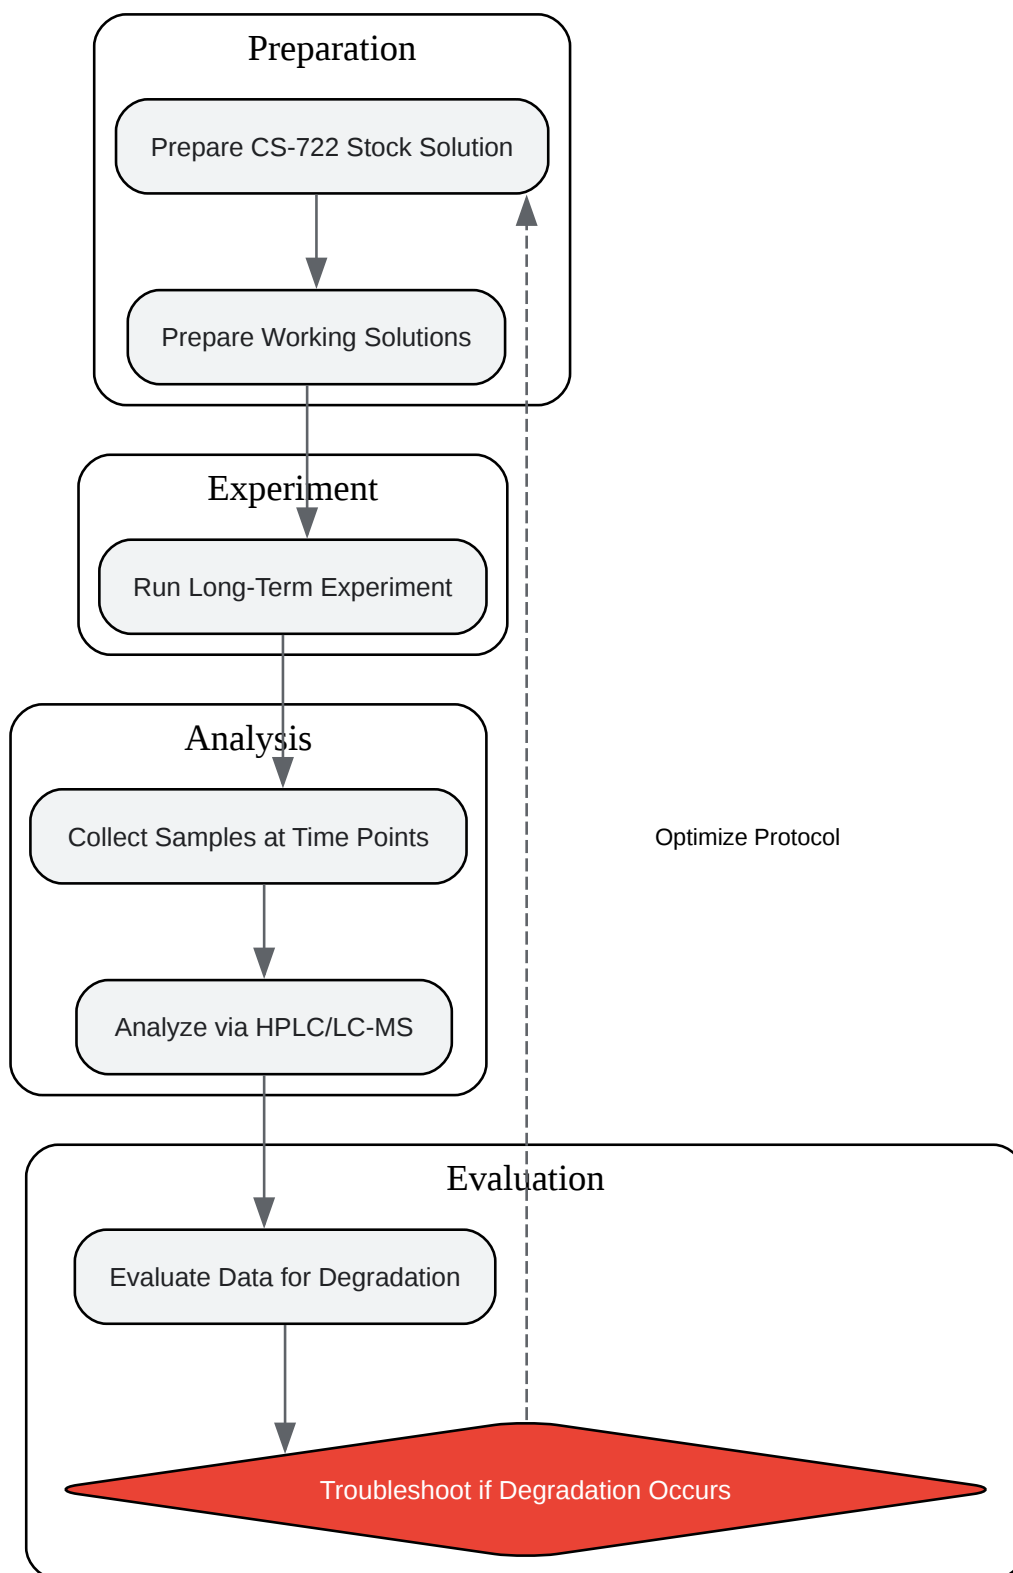 Preparation
Prepare CS-722 Stock Solution
Prepare Working Solutions
Experiment
Run Long-Term Experiment
Analysis
Collect Samples at Time Points
Optimize Protocol
Analyze via HPLC/LC-MS
Evaluation
Evaluate Data for Degradation
Troubleshoot if Degradation Occurs